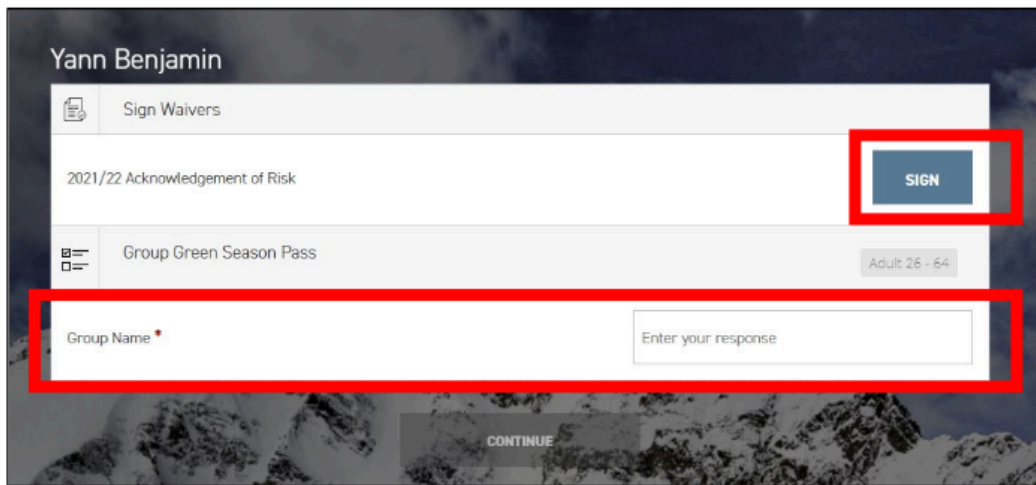 Yann Benjamin
Sign Waivers
2021/22 Acknowledgement of Risk
SIGN
Group Green Season Pass
Adult 26 - 64
Group Name *
Enter your response
CONTINUE